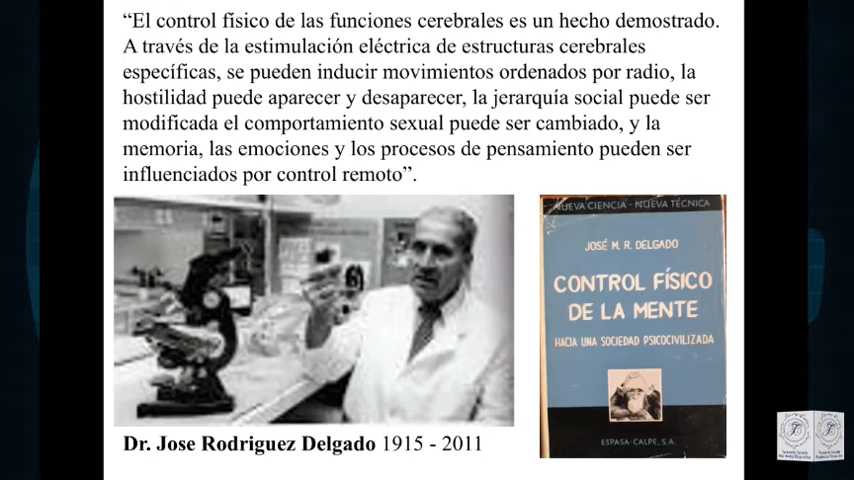 “El control físico de las funciones cerebrales es un hecho demostrado.
A través de la estimulación eléctrica de estructuras cerebrales
específicas, se pueden inducir movimientos ordenados por radio, la
hostilidad puede aparecer y desaparecer, la jerarquía social puede ser
modificada el comportamiento sexual puede ser cambiado, y la
memoria, las emociones y los procesos de pensamiento pueden ser
influenciados por control remoto”.
NUEVA CIENCIA - NUEVA TÉCNICA
JOSÉ M. R. DELGADO
CONTROL FÍSICO
DE LA MENTE
HACIA UNA SOCIEDAD PSICOCIVILIZADA
ESPASA-CALPE, S.A.
Dr. Jose Rodriguez Delgado 1915 - 2011